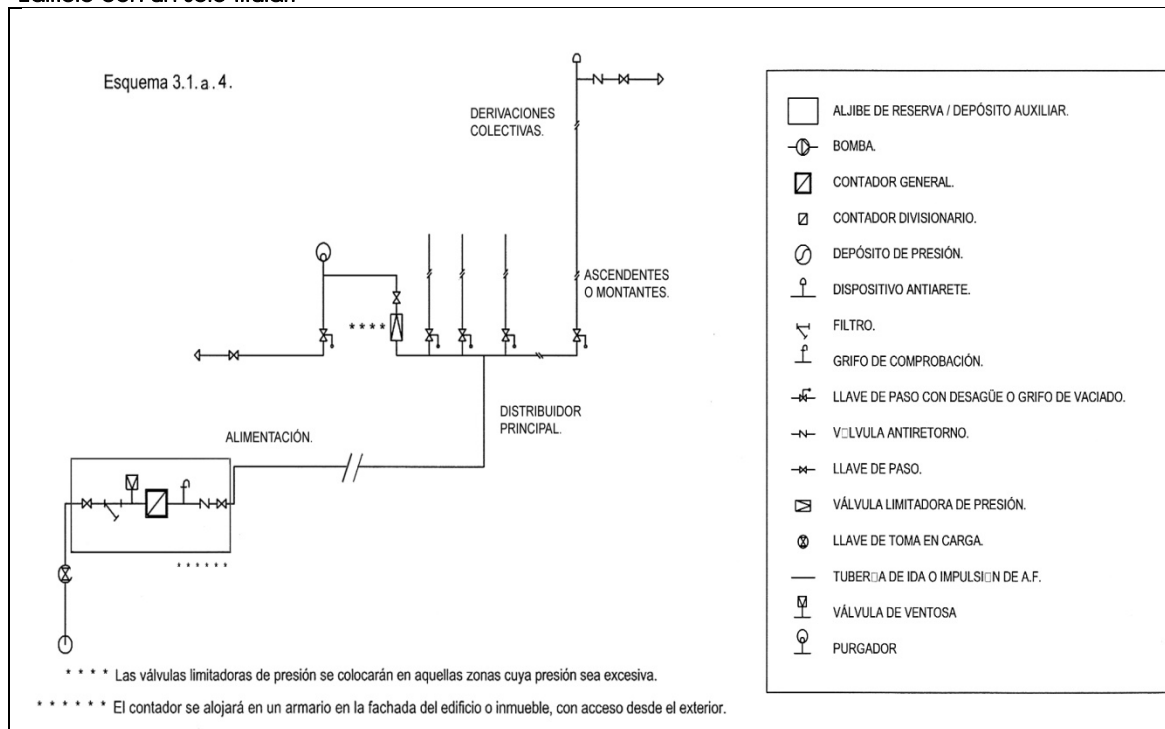 Edificio con un solo titular.
Esquema 3.1.a.4.
DERIVACIONES
COLECTIVAS.
ASCENDENTES
O MONTANTES.
* * * *
DISTRIBUIDOR
PRINCIPAL.
ALIMENTACIÓN.
* * * * * *
* * * * Las válvulas limitadoras de presión se colocarán en aquellas zonas cuya presión sea excesiva.
* * * * * * El contador se alojará en un armario en la fachada del edificio o inmueble, con acceso desde el exterior.
ALJIBE DE RESERVA / DEPÓSITO AUXILIAR.
BOMBA.
CONTADOR GENERAL.
CONTADOR DIVISIONARIO.
DEPÓSITO DE PRESIÓN.
DISPOSITIVO ANTIARETE.
FILTRO.
GRIFO DE COMPROBACIÓN.
LLAVE DE PASO CON DESAGÜE O GRIFO DE VACIADO.
V□LVULA ANTIRETORNO.
LLAVE DE PASO.
VÁLVULA LIMITADORA DE PRESIÓN.
LLAVE DE TOMA EN CARGA.
TUBER□A DE IDA O IMPULSI□N DE A.F.
VÁLVULA DE VENTOSA
PURGADOR